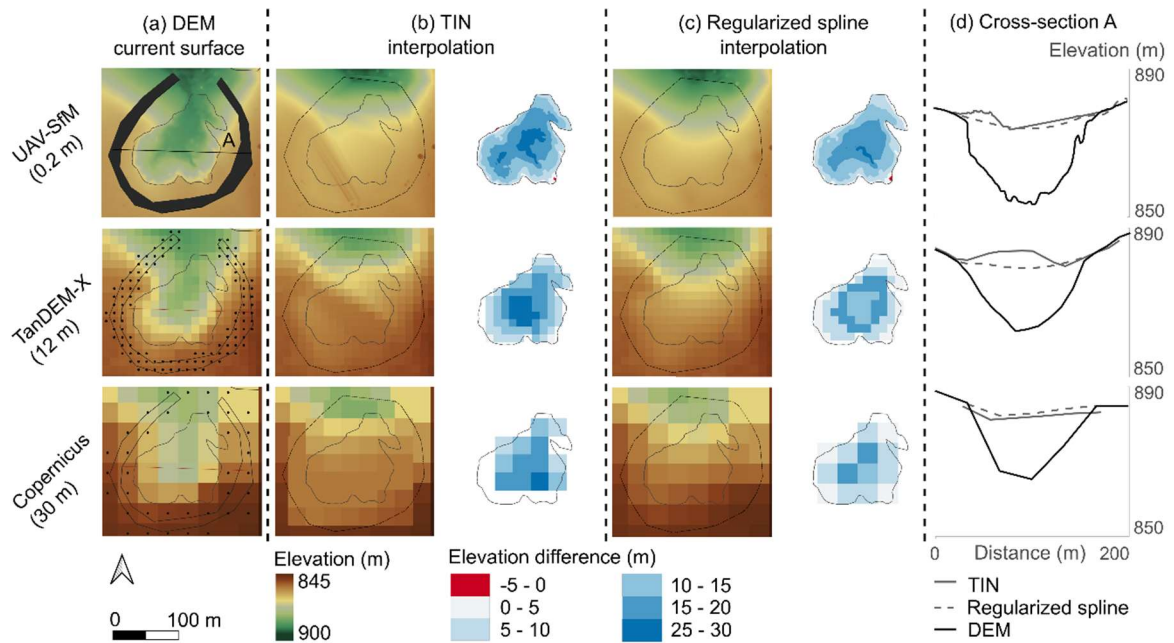 (a) DEM
current surface
(b) TIN
interpolation
(c) Regularized spline
interpolation
(d) Cross-section A
UAV-SfM
(0.2 m)
A
Elevation
(m)
890
850
TanDEM-X
(12 m)
890
850
Copernicus
(30 m)
890
850
0 Distance (m) 200
0 100 m
Elevation (m)
845
900
Elevation difference (m)
-5 - 0
0 - 5
5 - 10
10 - 15
15 - 20
25 - 30
TIN
Regularized spline
DEM